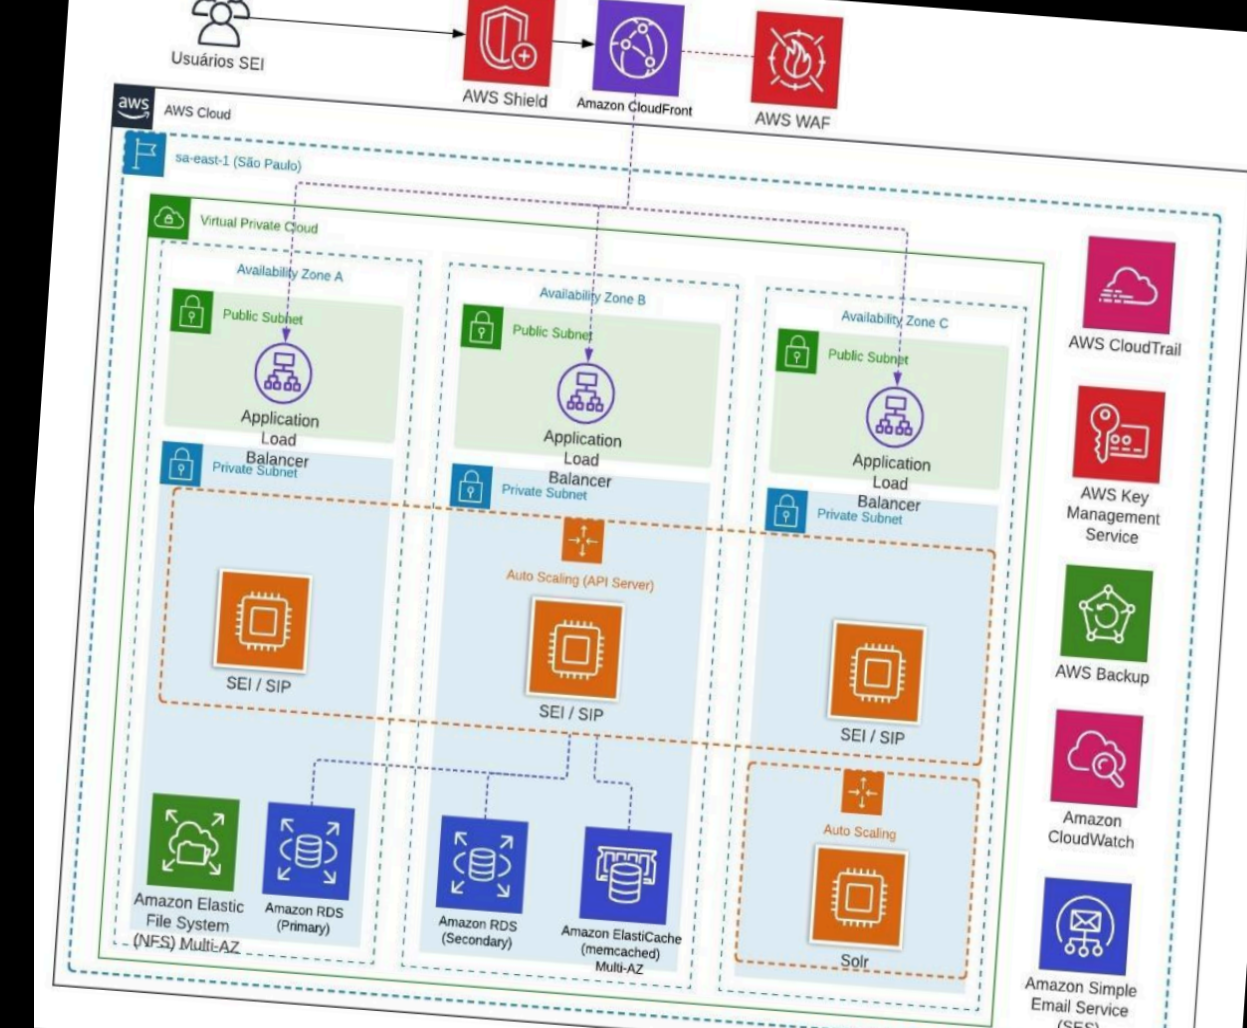 Usuários SEI
AWS Shield
Amazon CloudFront
AWS WAF
aws
AWS Cloud
sa-east-1 (São Paulo)
Virtual Private Cloud
Availability Zone A
Public Subnet
Application
Load
Balancer
Private Subnet
Availability Zone B
Public Subnet
Application
Load
Balancer
Private Subnet
Availability Zone C
Public Subnet
Application
Load
Balancer
Private Subnet
Auto Scaling (API Server)
SEI / SIP
SEI / SIP
SEI / SIP
Auto Scaling
Solr
Amazon Elastic
File System
(NFS) Multi-AZ
Amazon RDS
(Primary)
Amazon RDS
(Secondary)
Amazon ElastiCache
(memcached)
Multi-AZ
AWS CloudTrail
AWS Key
Management
Service
AWS Backup
Amazon
CloudWatch
Amazon Simple
Email Service
(SES)